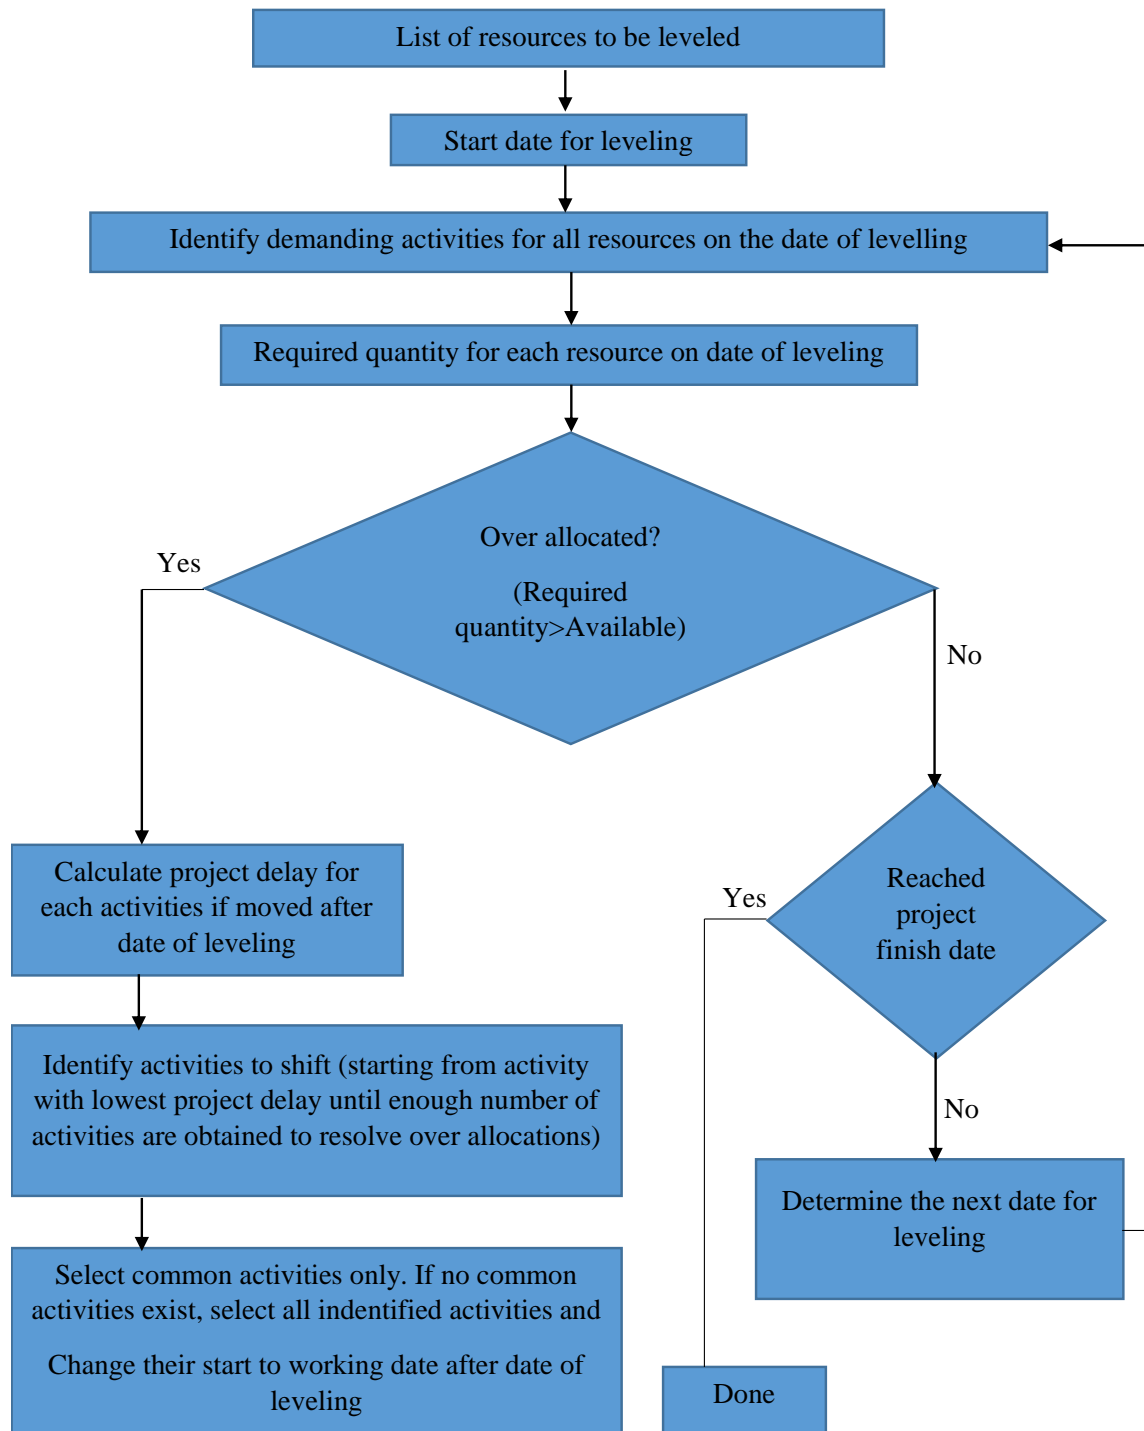 List of resources to be leveled
Start date for leveling
Identify demanding activities for all resources on the date of levelling
Required quantity for each resource on date of leveling
Over allocated?
(Required
quantity>Available)
Yes
No
Calculate project delay for
each activities if moved after
date of leveling
Reached
project
finish date
Yes
No
Identify activities to shift (starting from activity
with lowest project delay until enough number of
activities are obtained to resolve over allocations)
Determine the next date for
leveling
Select common activities only. If no common
activities exist, select all indentified activities and
Change their start to working date after date of
leveling
Done